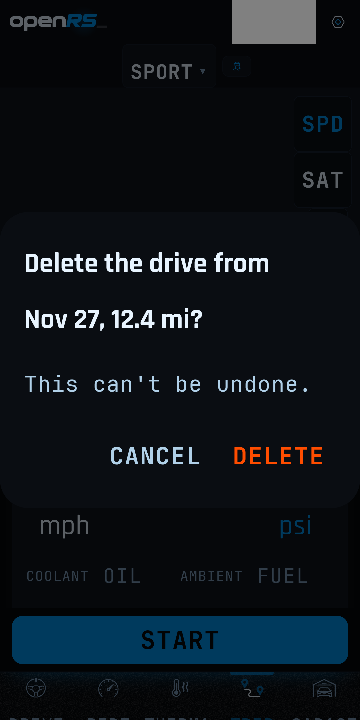 openRS_
SPORT ▾
SPD
SAT
Delete the drive from
Nov 27, 12.4 mi?
This can't be undone.
CANCEL DELETE
mph psi
COOLANT OIL AMBIENT FUEL
START